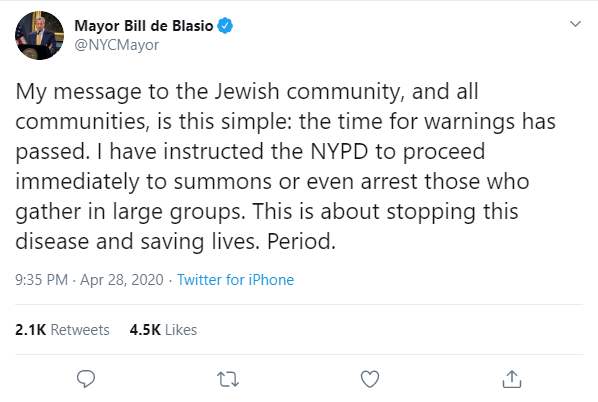 Mayor Bill de Blasio
@NYCMayor
My message to the Jewish community, and all
communities, is this simple: the time for warnings has
passed. I have instructed the NYPD to proceed
immediately to summons or even arrest those who
gather in large groups. This is about stopping this
disease and saving lives. Period.
9:35 PM · Apr 28, 2020 · Twitter for iPhone
2.1K Retweets 4.5K Likes